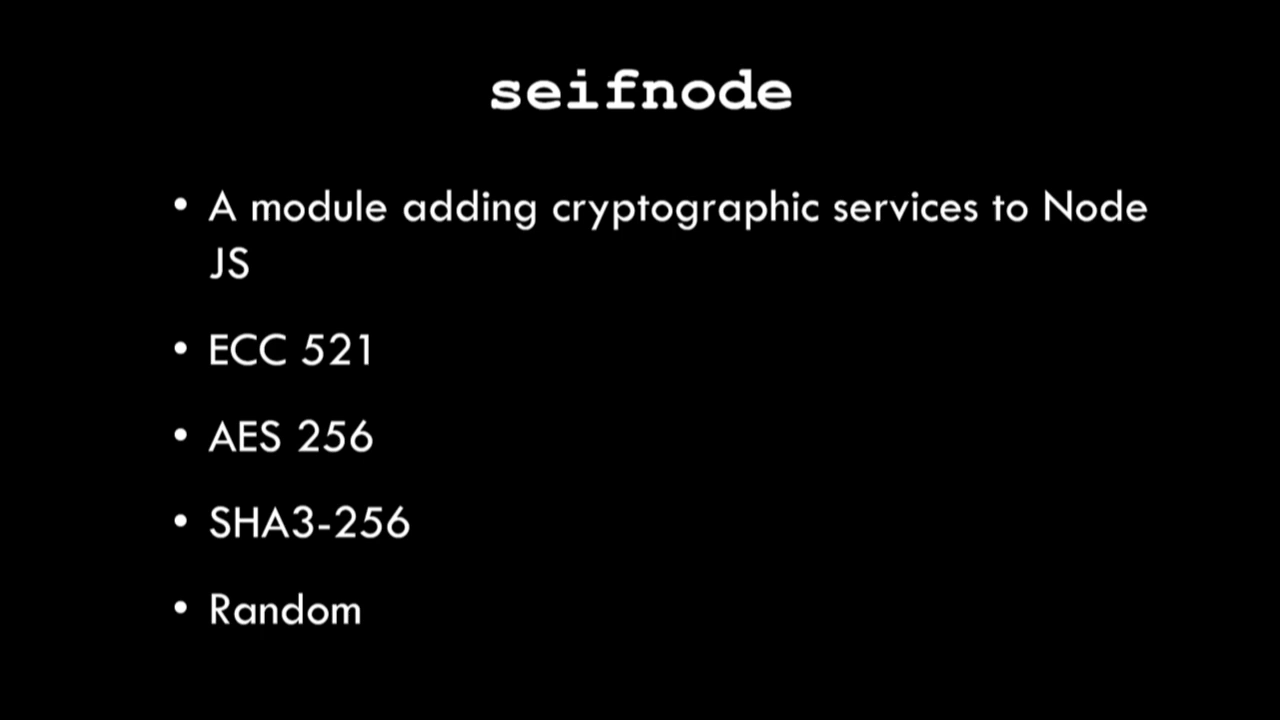 seifnode
• A module adding cryptographic services to Node
JS
• ECC 521
• AES 256
• SHA3-256
• Random